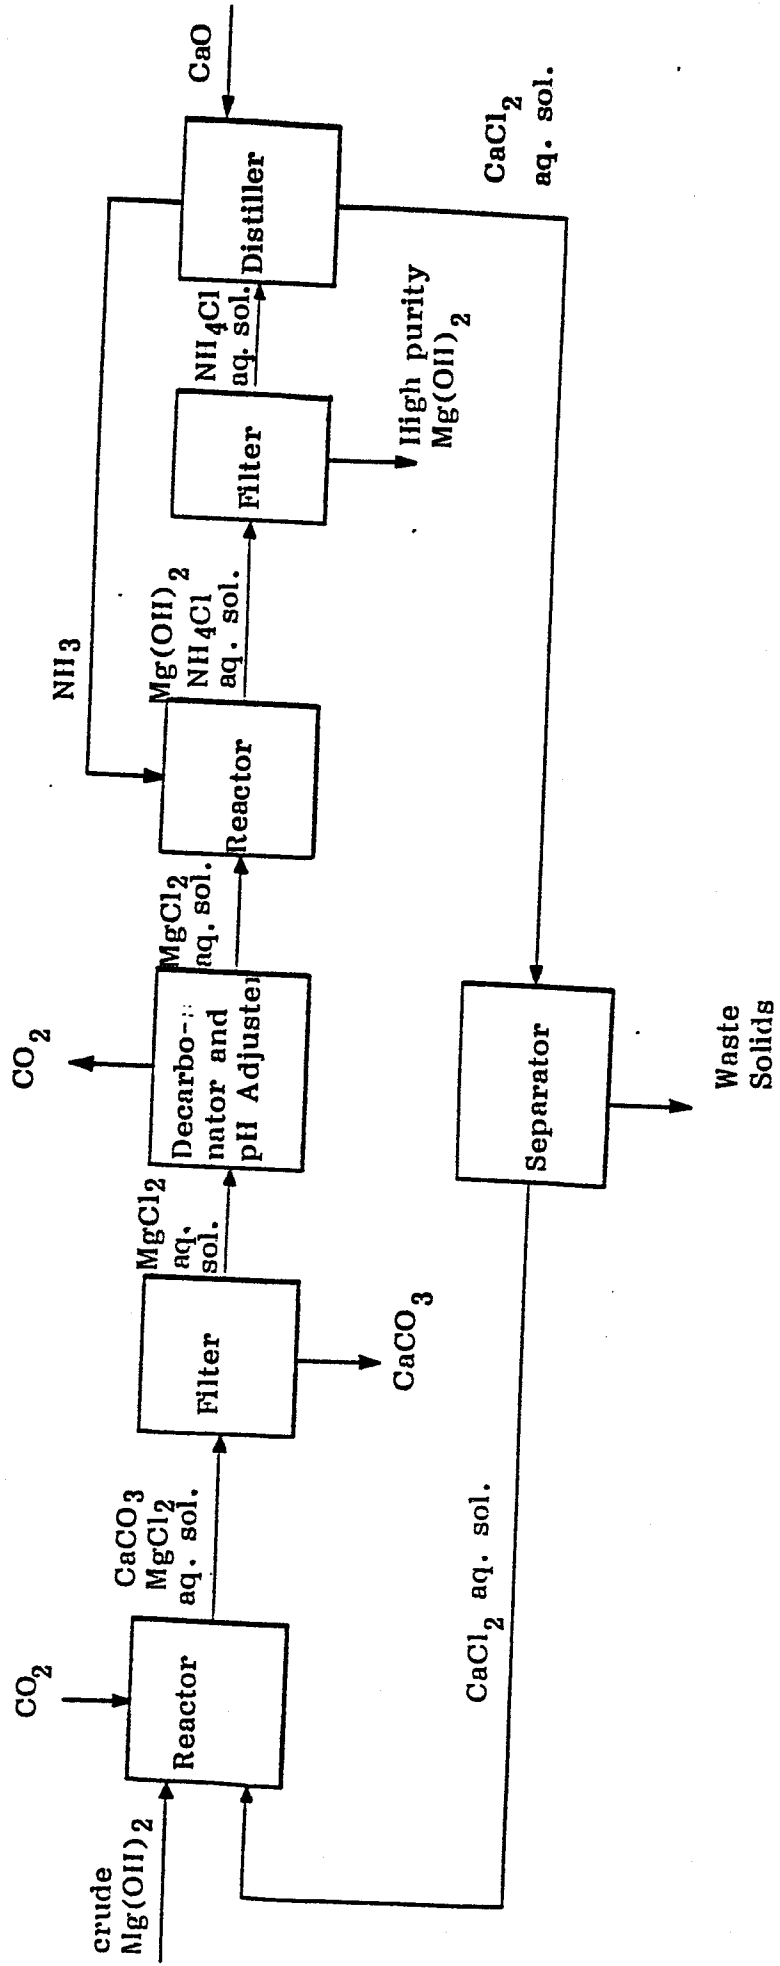 crude
Mg(OH)2
CO2
Reactor
CaCO3
MgCl2
aq. sol.
Filter
CaCO3
MgCl2
aq.
sol.
CO2
Decarbo-
nator and
pH Adjuster
MgCl2
aq. sol.
NH3
Reactor
Mg(OH)2
NH4Cl
aq. sol.
Filter
High purity
Mg(OH)2
NH4Cl
aq. sol.
Distiller
CaO
CaCl2
aq. sol.
Separator
Waste
Solids
CaCl2 aq. sol.